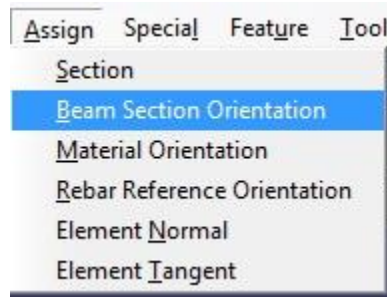 Assign Special Feature Tool
Section
Beam Section Orientation
Material Orientation
Rebar Reference Orientation
Element Normal
Element Tangent